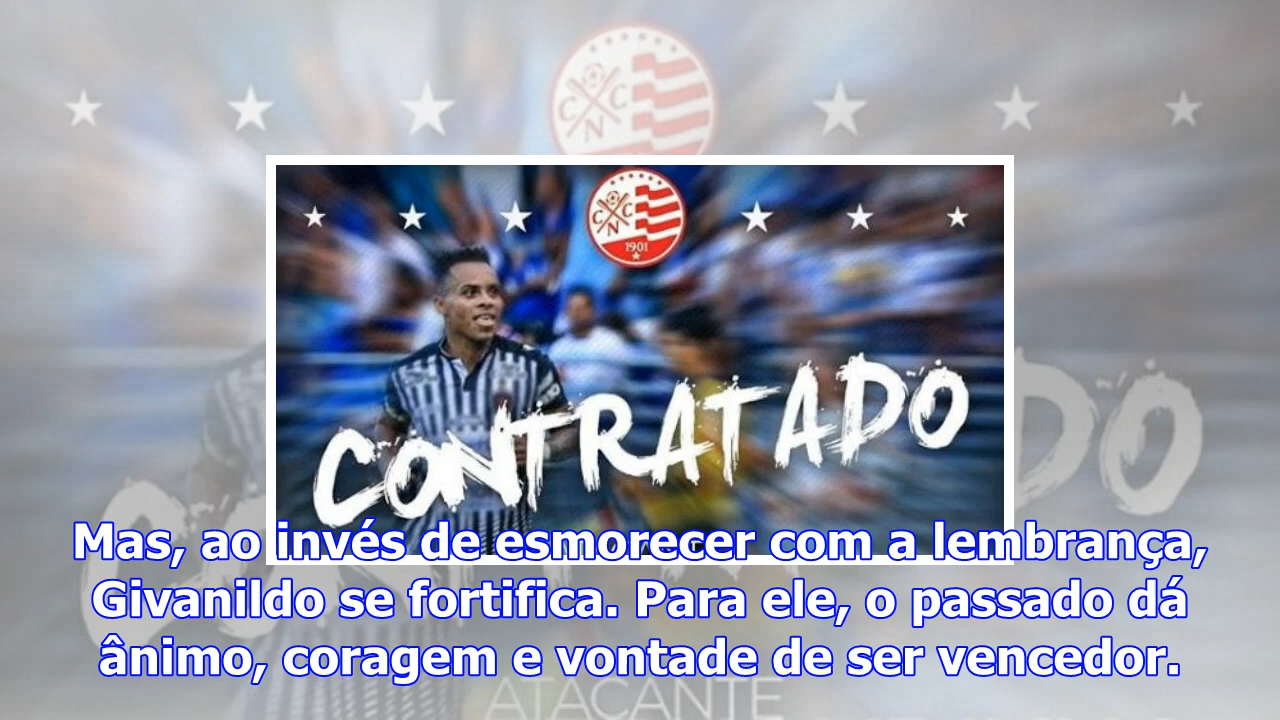 C C
N
C C
N
1901
CONTRATADO
Mas, ao invés de esmorecer com a lembrança,
Givanildo se fortifica. Para ele, o passado dá
ânimo, coragem e vontade de ser vencedor.
ATACANTE